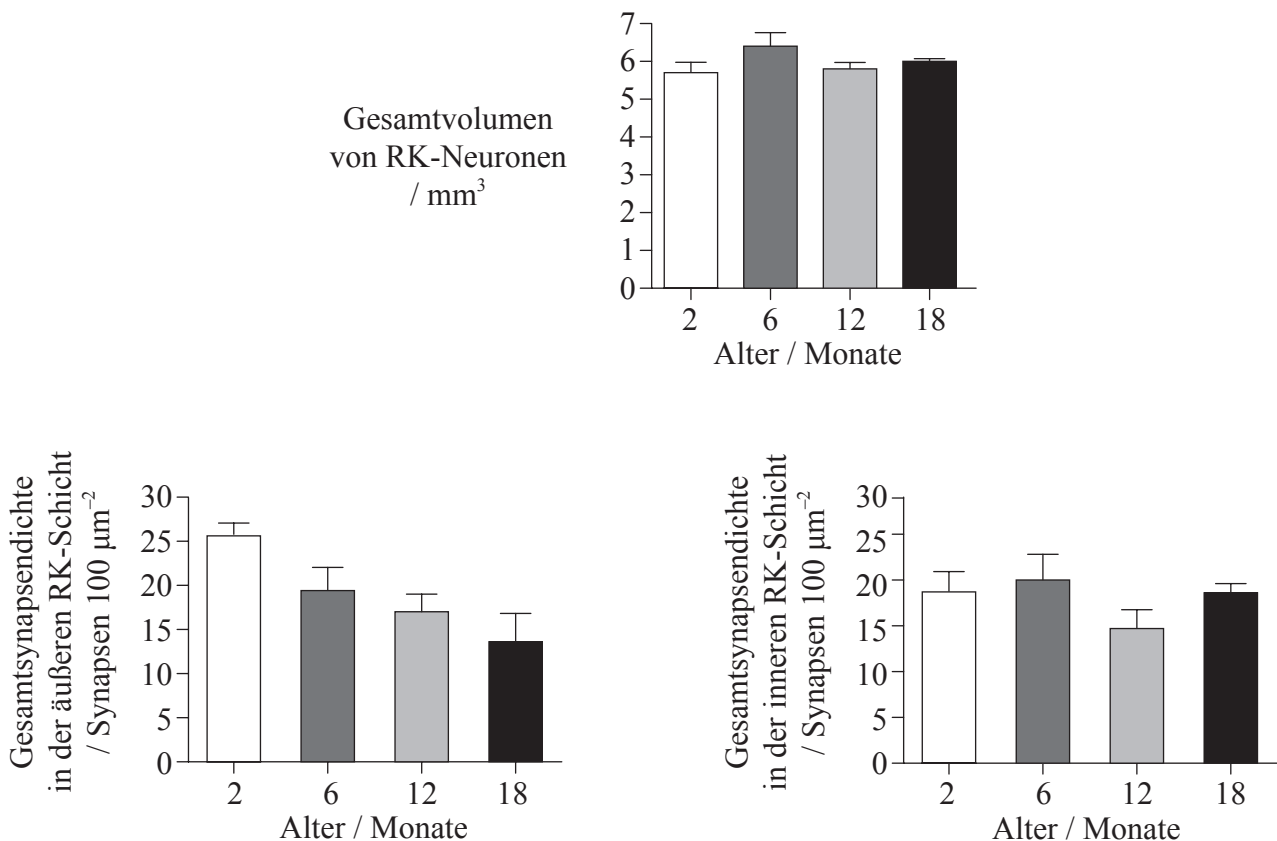 Gesamtvolumen
von RK-Neuronen
/ mm³
7
6
5
4
3
2
1
0
2 6 12 18
Alter / Monate
Gesamtsynapsendichte
in der äußeren RK-Schicht
/ Synapsen 100 µm⁻²
30
25
20
15
10
5
0
2 6 12 18
Alter / Monate
Gesamtsynapsendichte
in der inneren RK-Schicht
/ Synapsen 100 µm⁻²
30
25
20
15
10
5
0
2 6 12 18
Alter / Monate